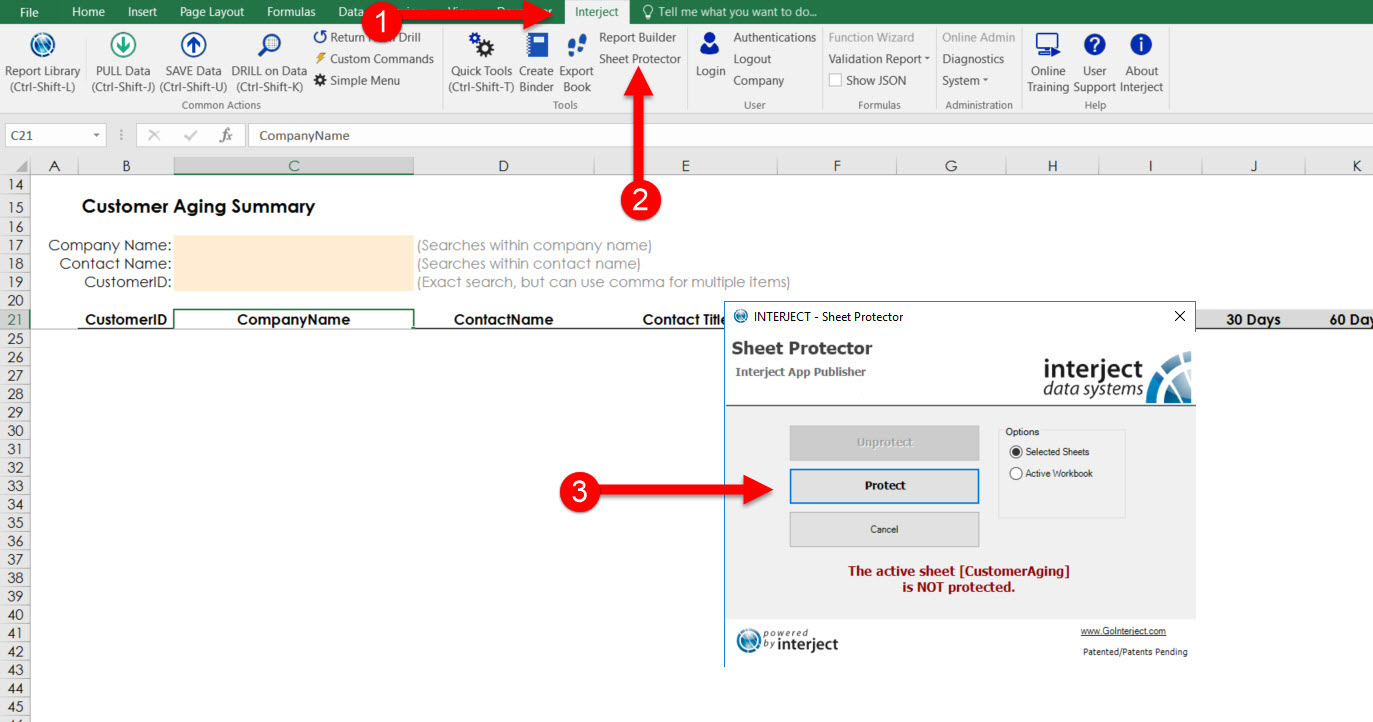 File Home Insert Page Layout Formulas Data Interject Tell me what you want to do...
1
Report Library
(Ctrl-Shift-L)
PULL Data
(Ctrl-Shift-J)
SAVE Data
(Ctrl-Shift-U)
DRILL on Data
(Ctrl-Shift-K)
Return Drill
Custom Commands
Simple Menu
Common Actions
Quick Tools
(Ctrl-Shift-T)
Create
Binder
Export
Book
Report Builder
Sheet Protector
Tools
Login
Authentications
Logout
Company
User
Function Wizard
Validation Report
Show JSON
Formulas
Online Admin
Diagnostics
System
Administration
Online
Training
User
Support
About
Interject
Help
C21 fx CompanyName
2
A B C D E F G H I J K
14
15 Customer Aging Summary
16
17 Company Name: (Searches within company name)
18 Contact Name: (Searches within contact name)
19 CustomerID: (Exact search, but can use comma for multiple items)
20
21 CustomerID CompanyName ContactName Contact Title 30 Days 60 Day
25
26
27
28
29
30
31
32
33
34
35
36
37
38
39
40
41
42
43
44
45
INTERJECT - Sheet Protector
Sheet Protector
Interject App Publisher
interject
data systems
Unprotect
3
Protect
Cancel
Options
Selected Sheets
Active Workbook
The active sheet [CustomerAging]
is NOT protected.
powered
by interject
www.GoInterject.com
Patented/Patents Pending